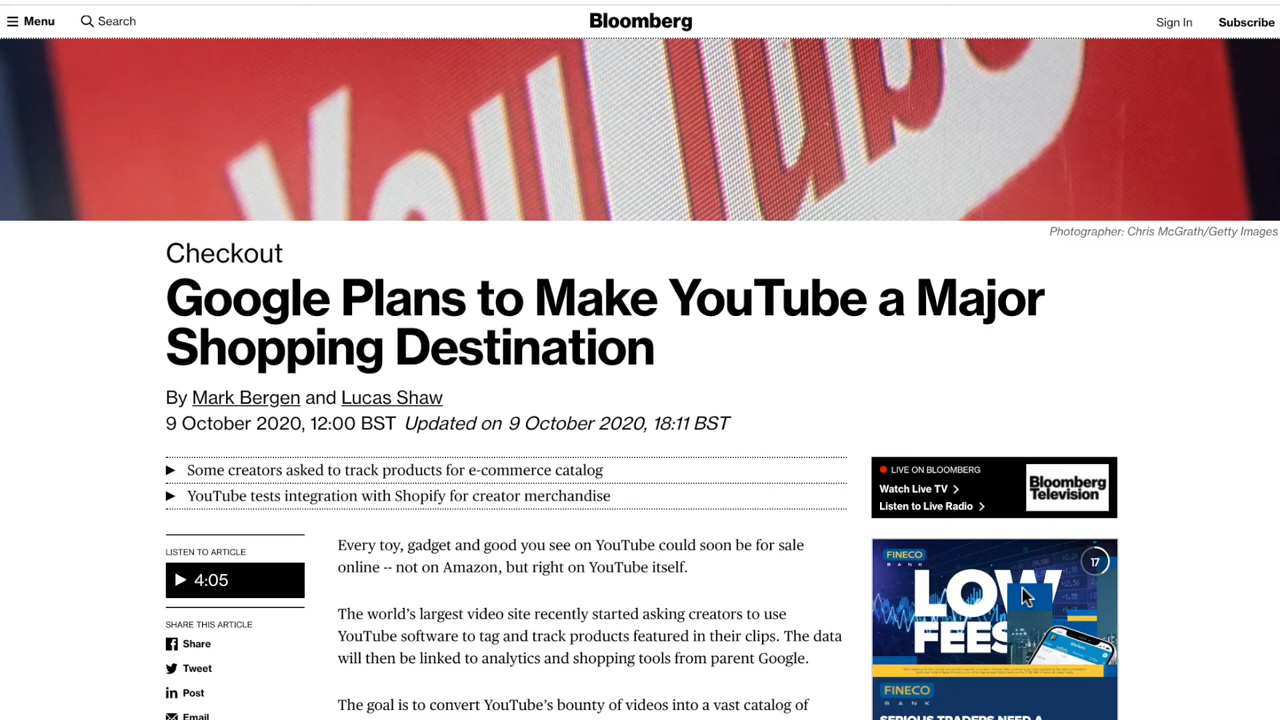 Menu
Search
Bloomberg
Sign In
Subscribe
YouTube
Photographer: Chris McGrath/Getty Images
Checkout
Google Plans to Make YouTube a Major
Shopping Destination
By Mark Bergen and Lucas Shaw
9 October 2020, 12:00 BST Updated on 9 October 2020, 18:11 BST
Some creators asked to track products for e-commerce catalog
YouTube tests integration with Shopify for creator merchandise
LIVE ON BLOOMBERG
Watch Live TV
Listen to Live Radio
Bloomberg
Television
LISTEN TO ARTICLE
4:05
SHARE THIS ARTICLE
Share
Tweet
Post
Email
Every toy, gadget and good you see on YouTube could soon be for sale
online -- not on Amazon, but right on YouTube itself.
The world's largest video site recently started asking creators to use
YouTube software to tag and track products featured in their clips. The data
will then be linked to analytics and shopping tools from parent Google.
The goal is to convert YouTube's bounty of videos into a vast catalog of
FINECO
BANK
17
LOW
FEES
FINECO
BANK
SERIOUS TRADERS NEED A